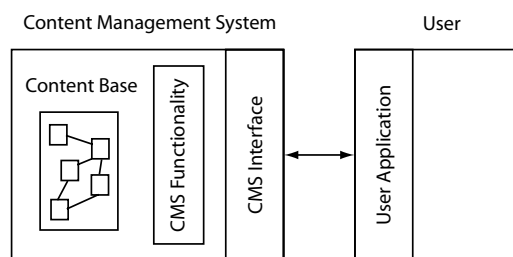 Content Management System
User
Content Base
CMS Functionality
CMS Interface
User Application